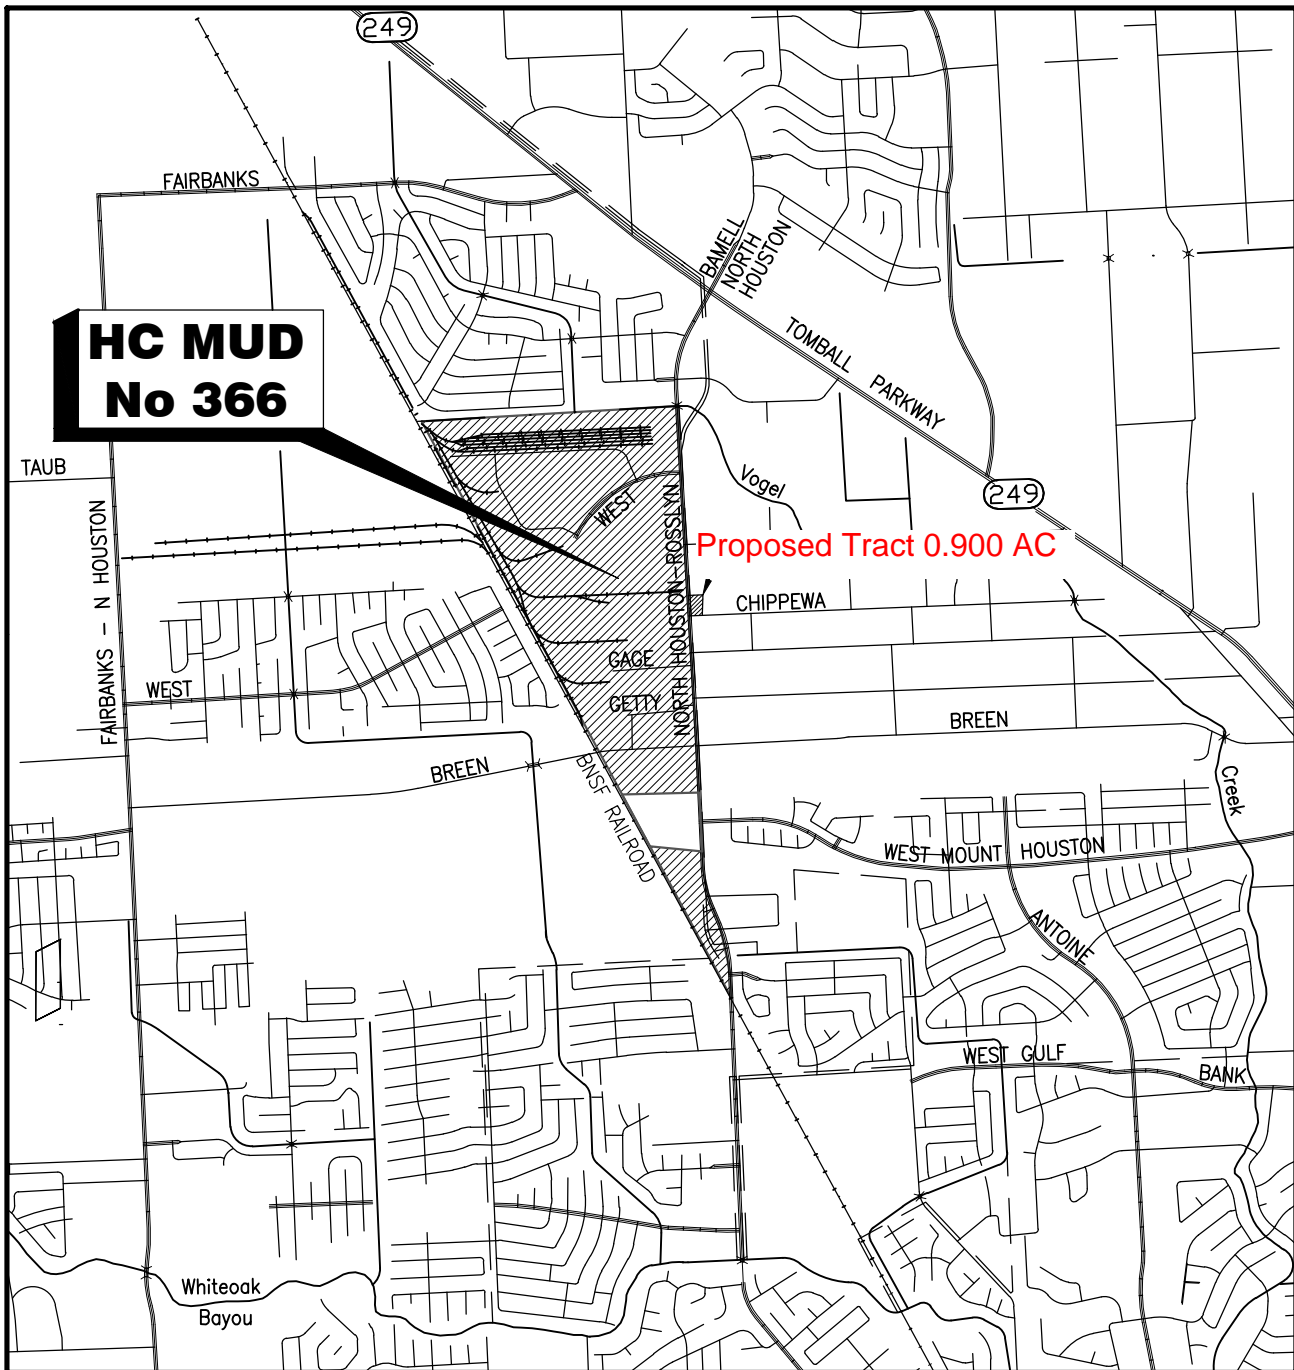 249
FAIRBANKS
BAMELL
NORTH
HOUSTON
HC MUD
No 366
TOMBALL PARKWAY
TAUB
Vogel
249
WEST
FAIRBANKS - N HOUSTON
NORTH HOUSTON-ROSSLYN
Proposed Tract 0.900 AC
CHIPPEWA
GAGE
WEST
GETTY
BREEN
BREEN
BNSF RAILROAD
Creek
WEST MOUNT HOUSTON
ANTOINE
WEST GULF BANK
Whiteoak
Bayou